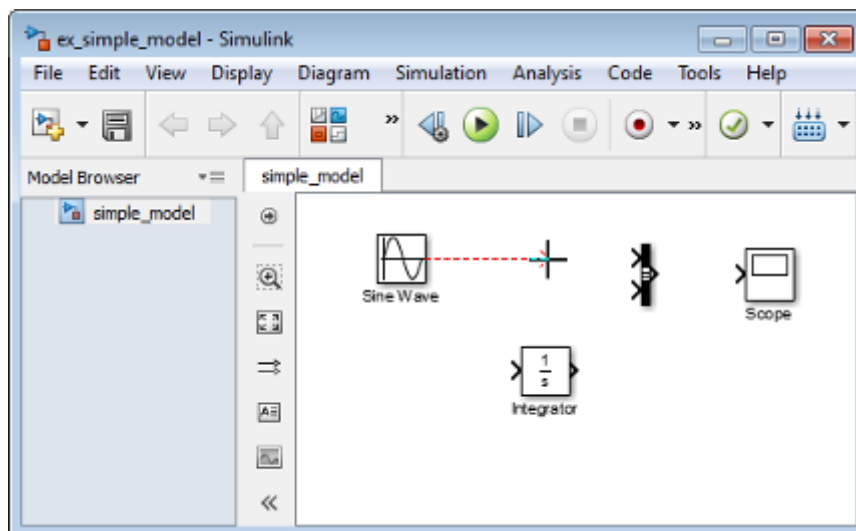 ex_simple_model - Simulink
File Edit View Display Diagram Simulation Analysis Code Tools Help
Model Browser
simple_model
simple_model
Sine Wave
Scope
1
s
Integrator